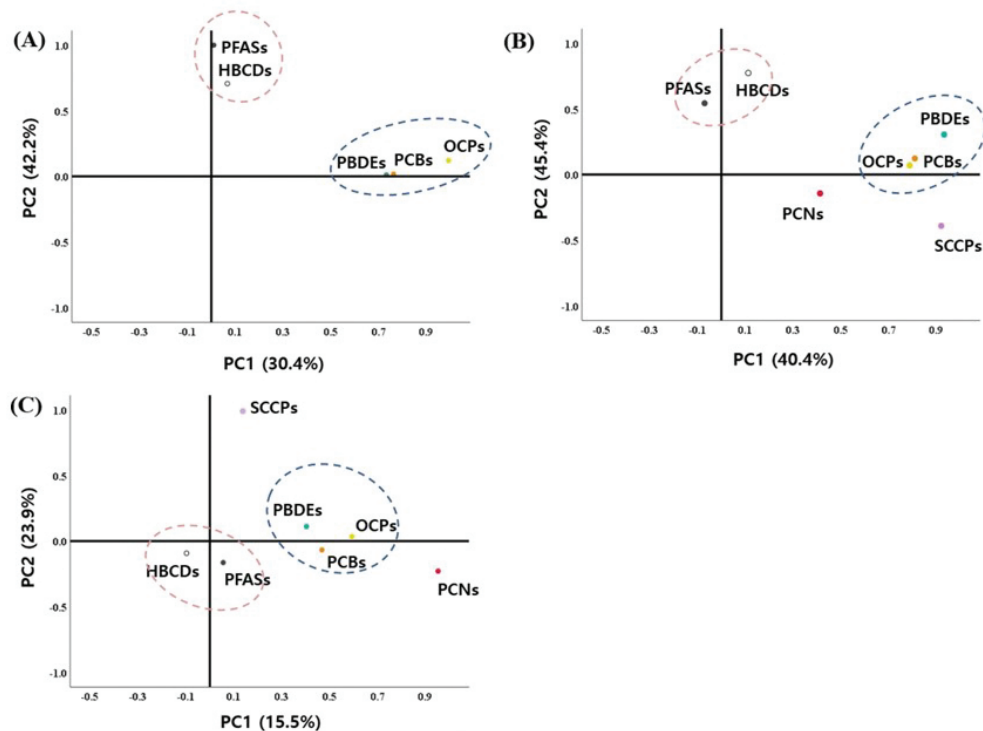 (A)
1.0
0.5
0.0
-0.5
-1.0
PC2 (42.2%)
PFASs
HBCDs
PBDEs
PCBs
OCPs
-0.5 -0.3 -0.1 0.1 0.3 0.5 0.7 0.9
PC1 (30.4%)
(B)
1.0
0.5
0.0
-0.5
-1.0
PC2 (45.4%)
PFASs
HBCDs
PBDEs
OCPs
PCBs
PCNs
SCCPs
-0.5 -0.3 -0.1 0.1 0.3 0.5 0.7 0.9
PC1 (40.4%)
(C)
1.0
0.5
0.0
-0.5
-1.0
PC2 (23.9%)
SCCPs
PBDEs
OCPs
PCBs
HBCDs
PFASs
PCNs
-0.5 -0.3 -0.1 0.1 0.3 0.5 0.7 0.9
PC1 (15.5%)